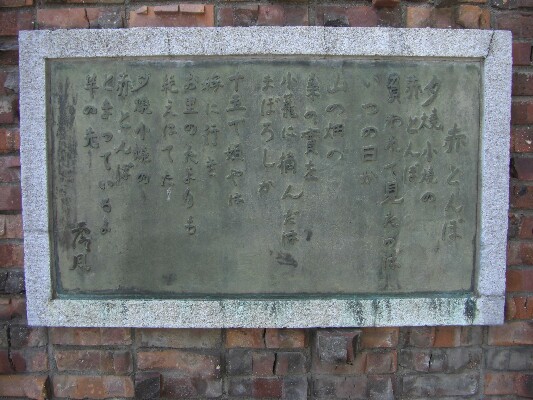 赤とんぼ
夕焼小焼の
赤とんぼ
負われて見たのは
いつの日か
山の畑の
桑の実を
小籠に摘んだは
まぼろしか
十五で姐やは
嫁に行き
お里のたよりも
絶えはてた
夕焼小焼の
赤とんぼ
とまっているよ
竿の先
露風